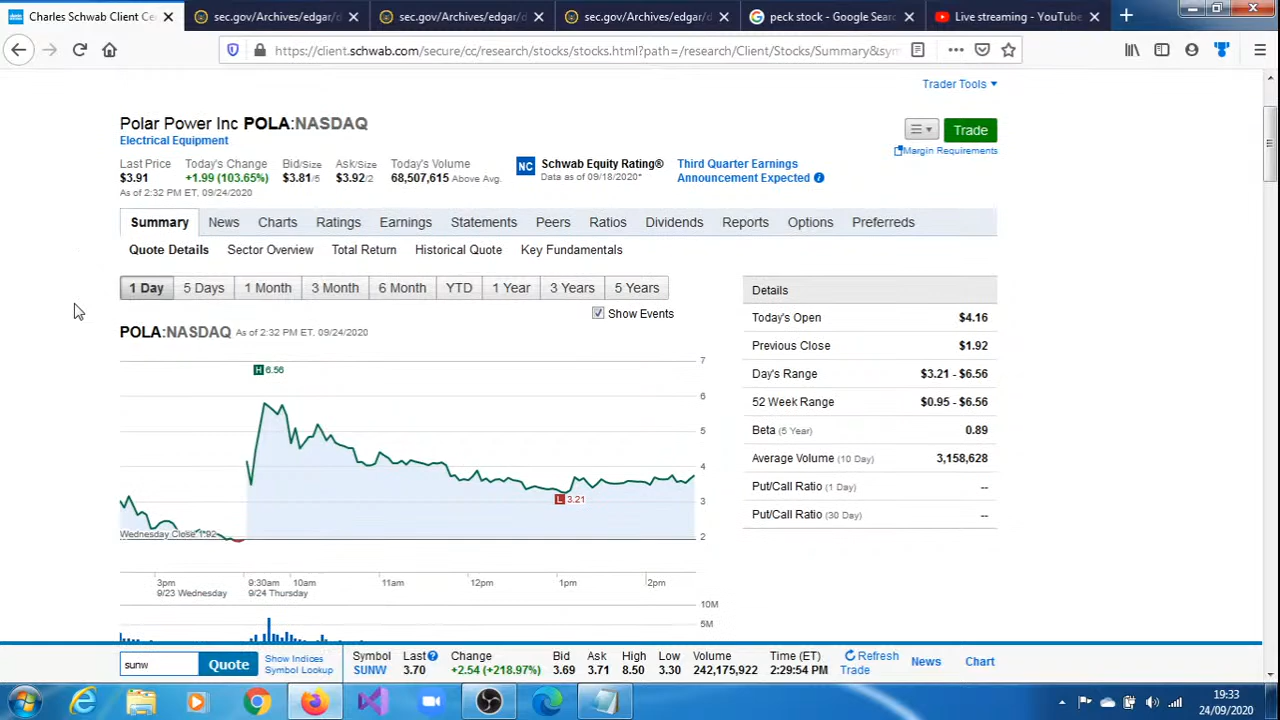 Charles Schwab Client Ce
sec.gov/Archives/edgar/d
sec.gov/Archives/edgar/d
sec.gov/Archives/edgar/d
peck stock - Google Sear
Live streaming - YouTube
https://client.schwab.com/secure/cc/research/stocks/stocks.html?path=/research/Client/Stocks/Summary&sy
Trader Tools
Polar Power Inc POLA:NASDAQ
Electrical Equipment
Trade
Margin Requirements
Last Price Today's Change Bid/Size Ask/Size Today's Volume
$3.91 +1.99 (103.65%) $3.81/5 $3.92/2 68,507,615 Above Avg.
As of 2:32 PM ET, 09/24/2020
NC Schwab Equity Rating®
Data as of 09/18/2020*
Third Quarter Earnings
Announcement Expected
Summary News Charts Ratings Earnings Statements Peers Ratios Dividends Reports Options Preferreds
Quote Details Sector Overview Total Return Historical Quote Key Fundamentals
1 Day 5 Days 1 Month 3 Month 6 Month YTD 1 Year 3 Years 5 Years
Show Events
POLA:NASDAQ As of 2:32 PM ET. 09/24/2020
H 6.56
7
6
5
4
3
2
L 3.21
Wednesday Close 1.92
3pm 9:30am 10am 11am 12pm 1pm 2pm
9/23 Wednesday 9/24 Thursday
10M
5M
Details
Today's Open $4.16
Previous Close $1.92
Day's Range $3.21 - $6.56
52 Week Range $0.95 - $6.56
Beta (5 Year) 0.89
Average Volume (10 Day) 3,158,628
Put/Call Ratio (1 Day) --
Put/Call Ratio (30 Day) --
sunw Quote
Show Indices
Symbol Lookup
Symbol Last Change Bid Ask High Low Volume Time (ET)
SUNW 3.70 +2.54 (+218.97%) 3.69 3.71 8.50 3.30 242,175,922 2:29:54 PM
Refresh
Trade
News
Chart
19:33
24/09/2020